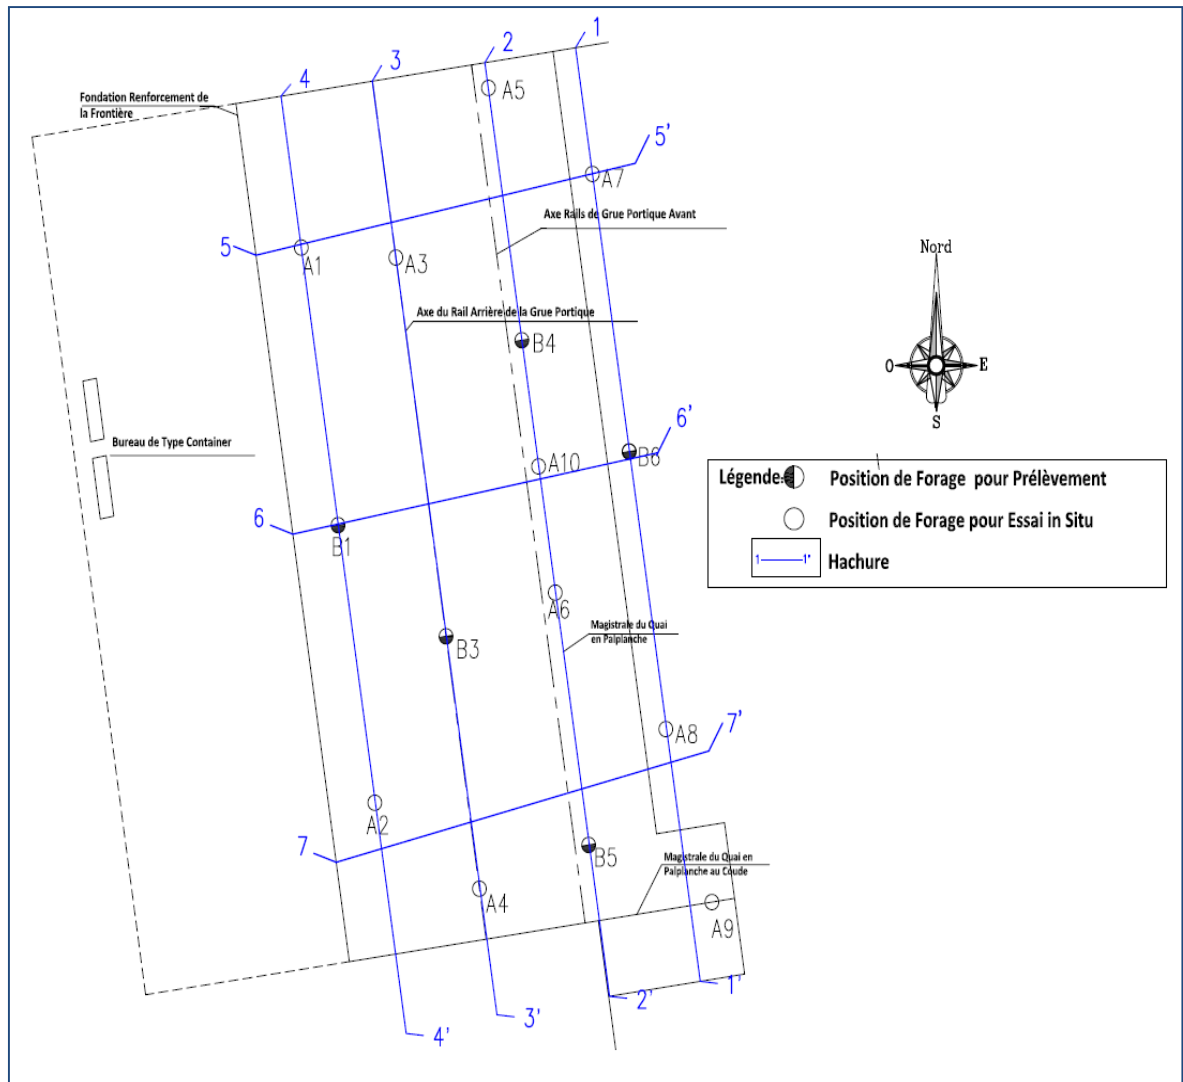 1
2
3
4
Fondation Renforcement de
la Frontière
A5
5'
A7
Axe Rails de Grue Portique Avant
5
A1
A3
Nord
Axe du Rail Arrière de la Grue Portique
B4
O
E
S
6'
Bureau de Type Container
A10
B6
Légende:
Position de Forage pour Prélèvement
6
B1
Position de Forage pour Essai in Situ
1
1'
Hachure
A6
Magistrale du Quai
en Palplanche
B3
7'
A8
A2
7
B5
Magistrale du Quai en
Palplanche au Coude
A4
A9
1'
2'
3'
4'